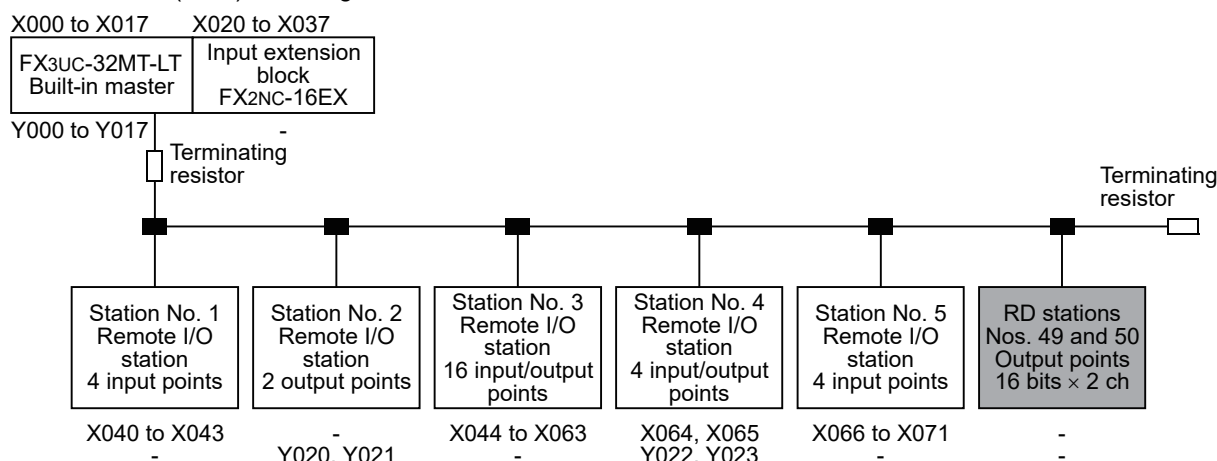 X000 to X017 X020 to X037
FX3UC-32MT-LT
Built-in master
Input extension
block
FX2NC-16EX
Y000 to Y017 -
Terminating
resistor
Terminating
resistor
Station No. 1
Remote I/O
station
4 input points
Station No. 2
Remote I/O
station
2 output points
Station No. 3
Remote I/O
station
16 input/output
points
Station No. 4
Remote I/O
station
4 input/output
points
Station No. 5
Remote I/O
station
4 input points
RD stations
Nos. 49 and 50
Output points
16 bits × 2 ch
X040 to X043 - X044 to X063 X064, X065 X066 to X071 -
- Y020, Y021 - Y022, Y023 - -